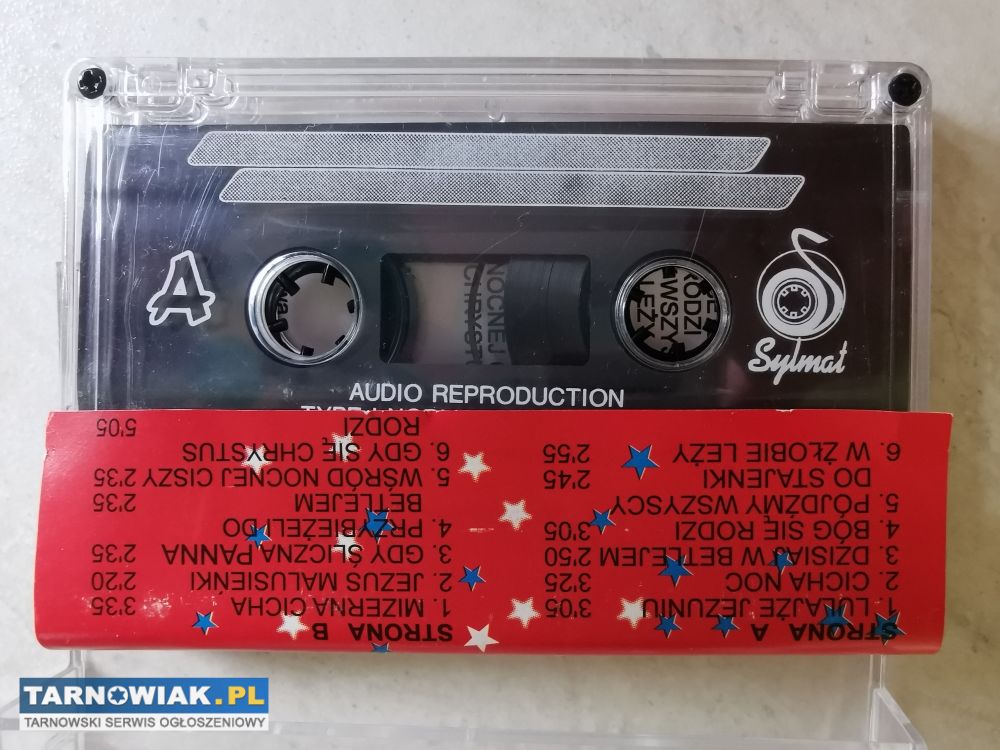 A
Sylmat
AUDIO REPRODUCTION
NOCNEJ
RODZI
LEŻY
STRONA A
1. LULAJŻE JEZUNIU 3'05
2. CICHA NOC 3'25
3. DZISIAJ W BETLEJEM 2'50
4. BÓG SIĘ RODZI 3'05
5. PÓJDŹMY WSZYSCY
DO STAJENKI 2'45
6. W ŻŁOBIE LEŻY 2'55
STRONA B
1. MIZERNA CICHA 3'35
2. JEZUS MALUSIEŃKI 2'20
3. GDY ŚLICZNA PANNA 2'35
4. PRZYBIEŻELI DO
BETLEJEM 2'35
5. WŚRÓD NOCNEJ CISZY 2'35
6. GDY SIĘ CHRYSTUS
RODZI 5'05
TARNOWIAK.PL
TARNOWSKI SERWIS OGŁOSZENIOWY